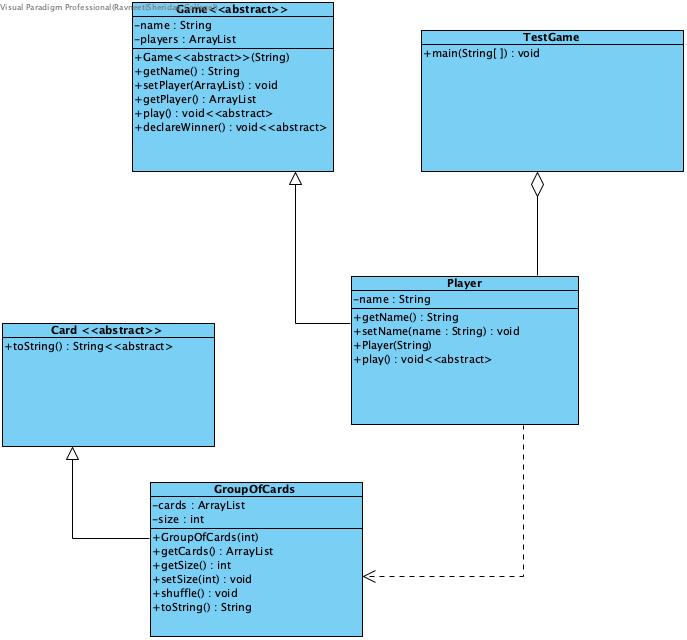 Visual Paradigm Professional(Ravneet(Sheridan
Game<<abstract>>
-name : String
-players : ArrayList
+Game<<abstract>>(String)
+getName() : String
+setPlayer(ArrayList) : void
+getPlayer() : ArrayList
+play() : void<<abstract>
+declareWinner() : void<<abstract>
TestGame
+main(String[ ]) : void
Player
-name : String
+getName() : String
+setName(name : String) : void
+Player(String)
+play() : void<<abstract>
Card <<abstract>>
+toString() : String<<abstract>
GroupOfCards
-cards : ArrayList
-size : int
+GroupOfCards(int)
+getCards() : ArrayList
+getSize() : int
+setSize(int) : void
+shuffle() : void
+toString() : String